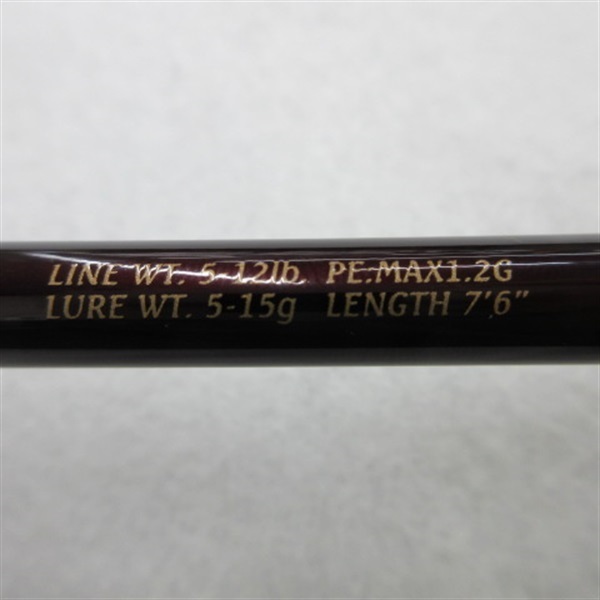 LINE WT. 5-12lb. PE.MAX1.2G
LURE WT. 5-15g LENGTH 7'6"